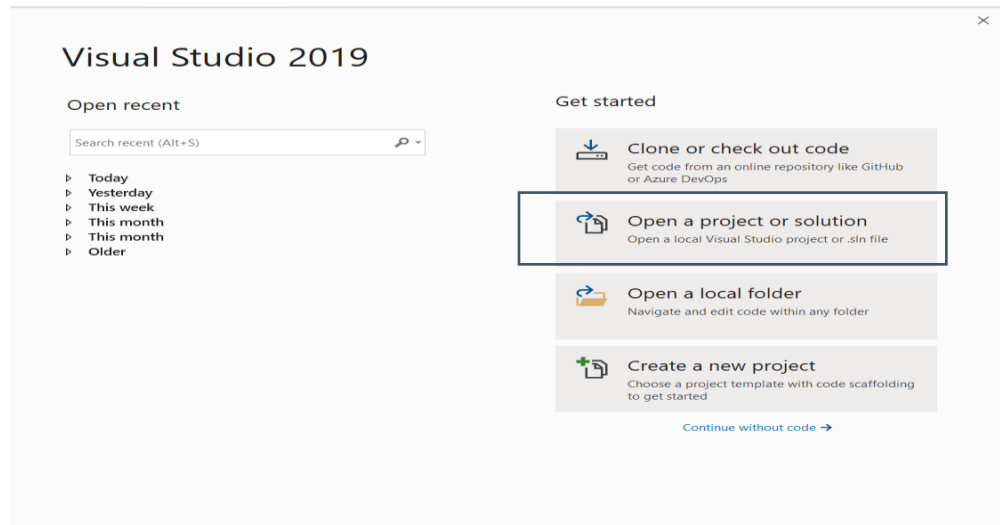 Visual Studio 2019
Open recent
Search recent (Alt+S)
Today
Yesterday
This week
This month
This month
Older
Get started
Clone or check out code
Get code from an online repository like GitHub
or Azure DevOps
Open a project or solution
Open a local Visual Studio project or .sln file
Open a local folder
Navigate and edit code within any folder
Create a new project
Choose a project template with code scaffolding
to get started
Continue without code →